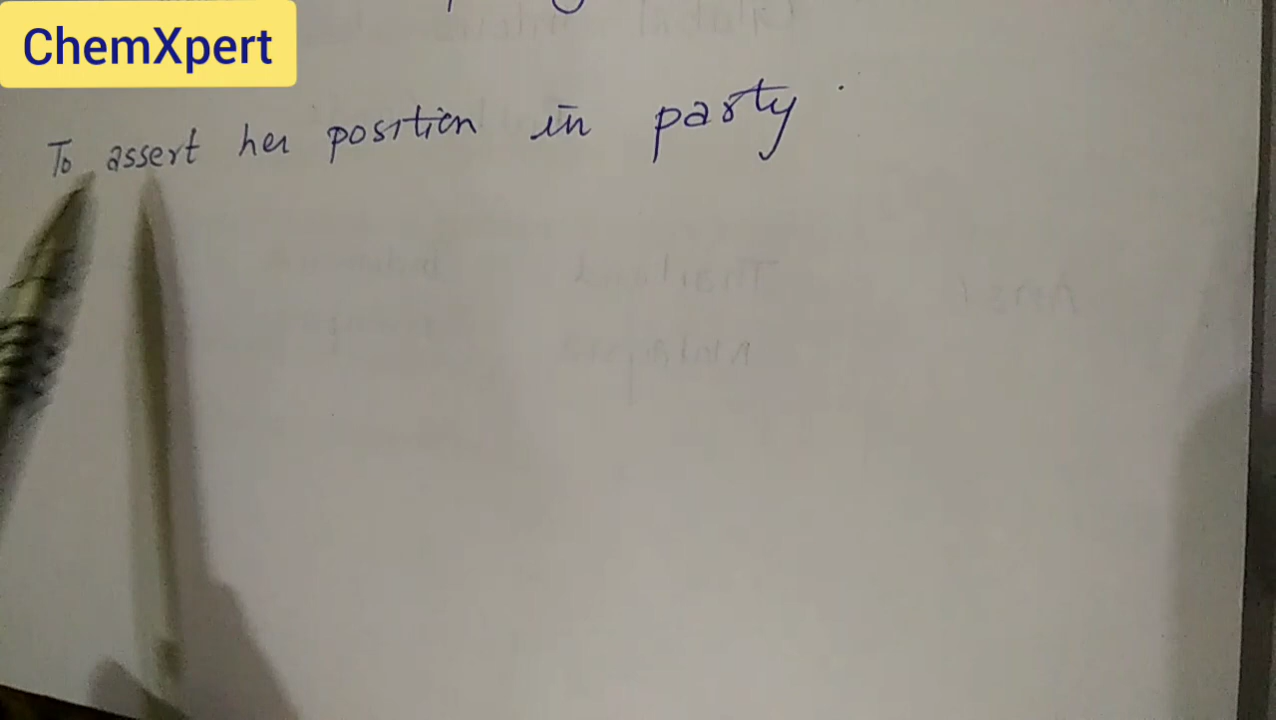 ChemXpert
To assert her position in party.